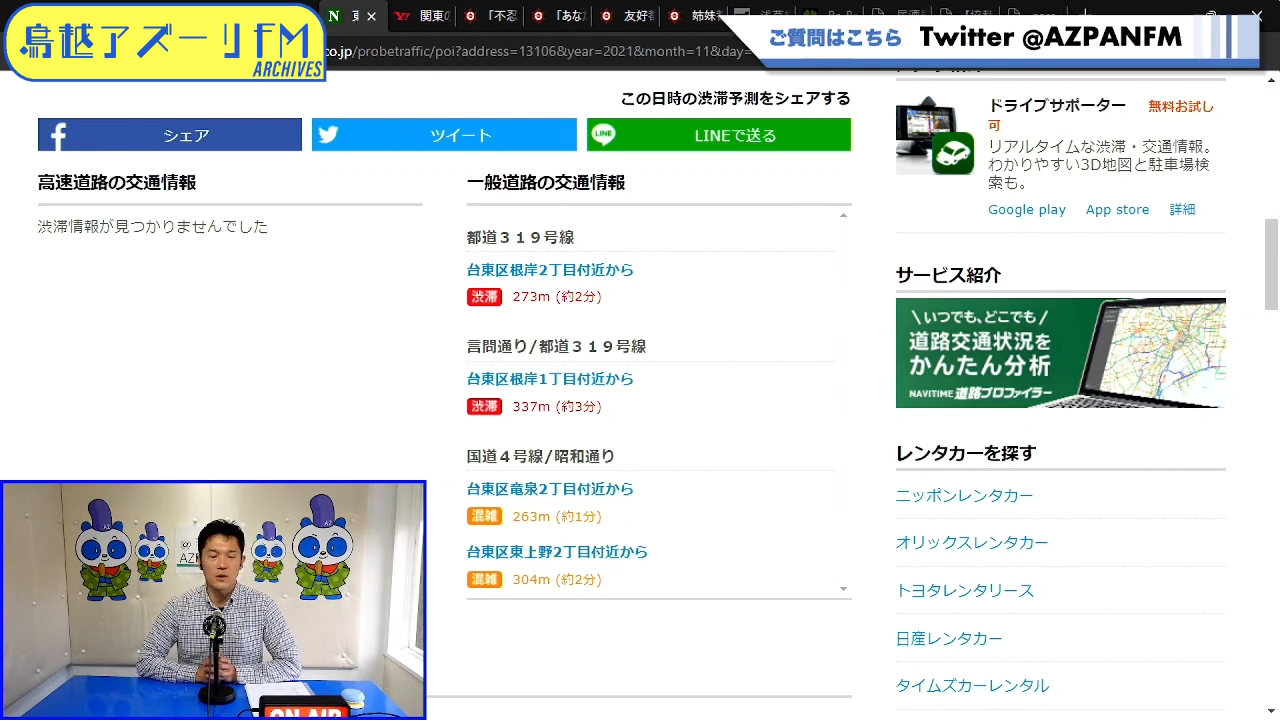 鳥越アズーリFM
ARCHIVES
ご質問はこちら Twitter @AZPANFM
co.jp/probetraffic/poi?address=13106&year=2021&month=11&day=
この日時の渋滞予測をシェアする
シェア
ツイート
LINE
LINEで送る
高速道路の交通情報
渋滞情報が見つかりませんでした
一般道路の交通情報
都道319号線
台東区根岸2丁目付近から
渋滞 273m (約2分)
言問通り/都道319号線
台東区根岸1丁目付近から
渋滞 337m (約3分)
国道4号線/昭和通り
台東区竜泉2丁目付近から
混雑 263m (約1分)
台東区東上野2丁目付近から
混雑 304m (約2分)
ドライブサポーター 無料お試し
可
リアルタイムな渋滞・交通情報。
わかりやすい3D地図と駐車場検
索も。
Google play App store 詳細
サービス紹介
\いつでも、どこでも/
道路交通状況を
かんたん分析
NAVITIME 道路プロファイラー
レンタカーを探す
ニッポンレンタカー
オリックスレンタカー
トヨタレンタリース
日産レンタカー
タイムズカーレンタル
ON AIR